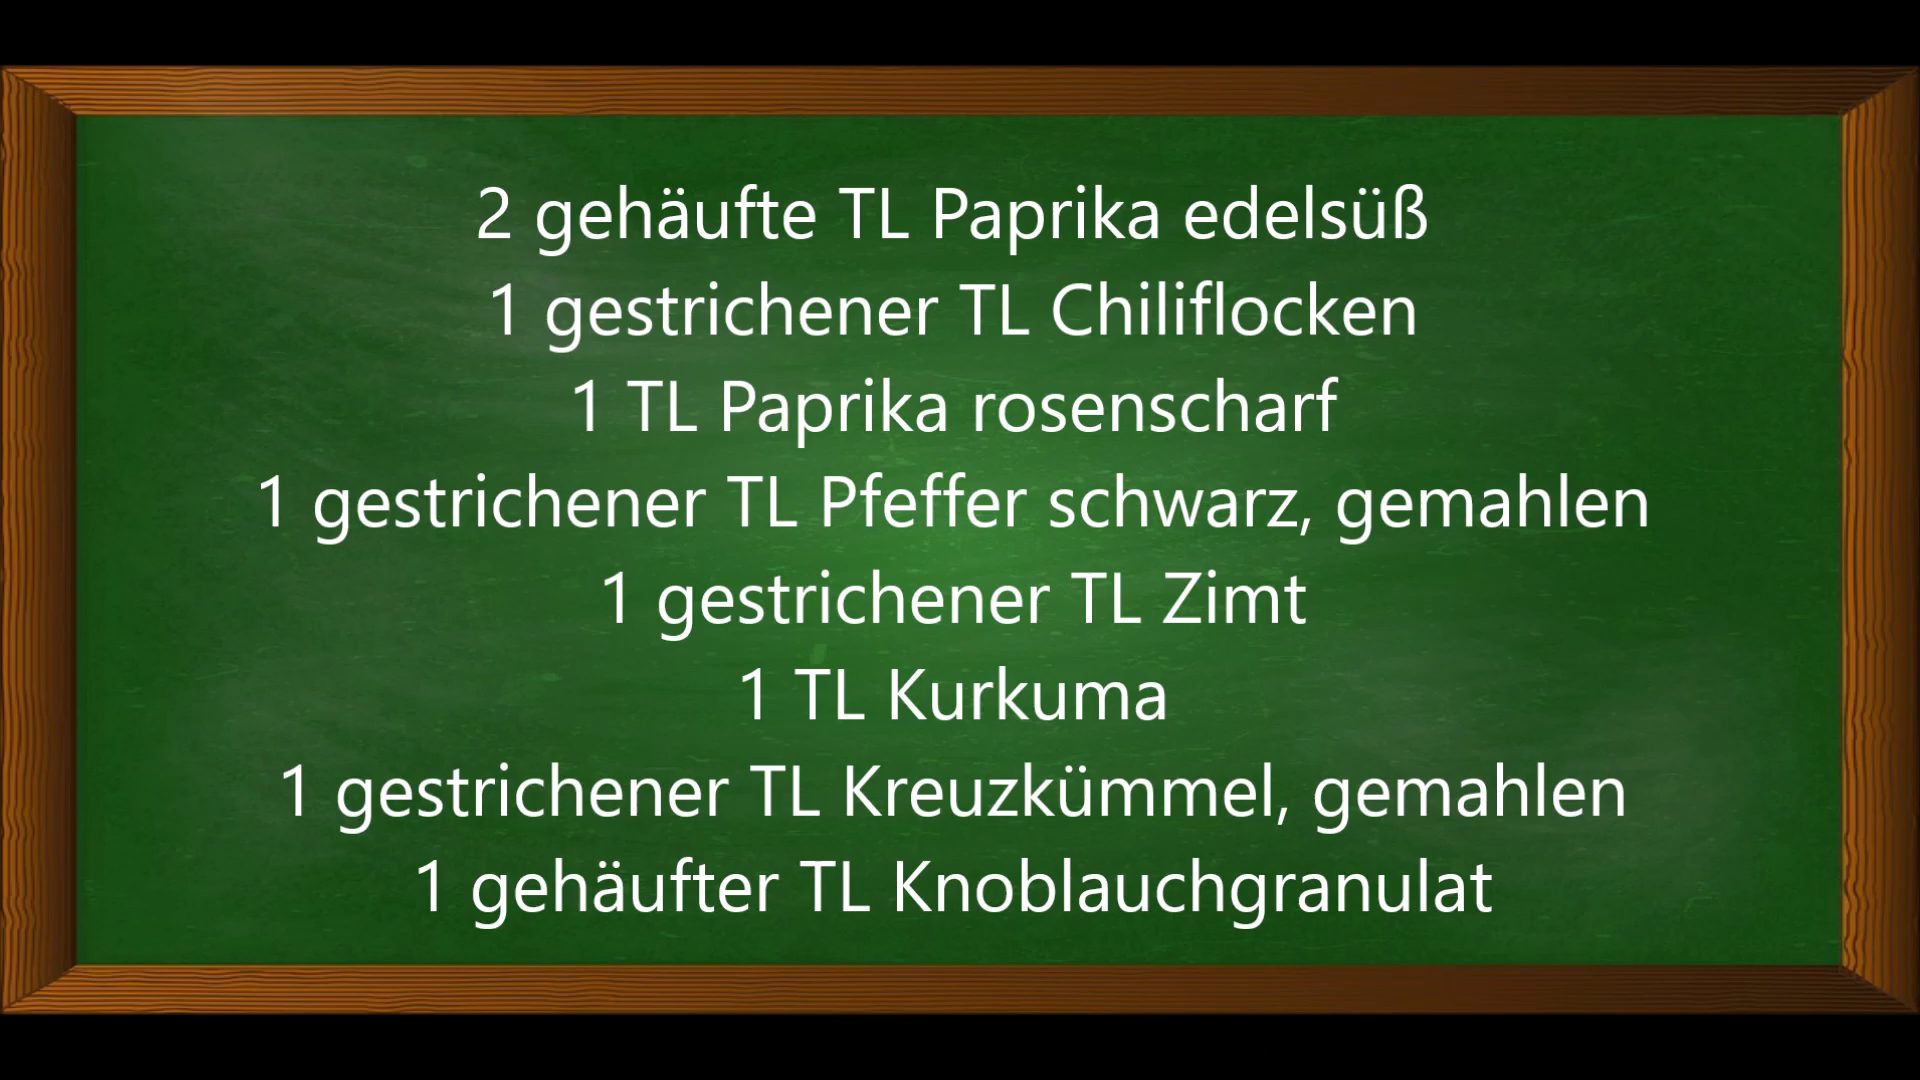 2 gehäufte TL Paprika edelsüß
1 gestrichener TL Chiliflocken
1 TL Paprika rosenscharf
1 gestrichener TL Pfeffer schwarz, gemahlen
1 gestrichener TL Zimt
1 TL Kurkuma
1 gestrichener TL Kreuzkümmel, gemahlen
1 gehäufter TL Knoblauchgranulat